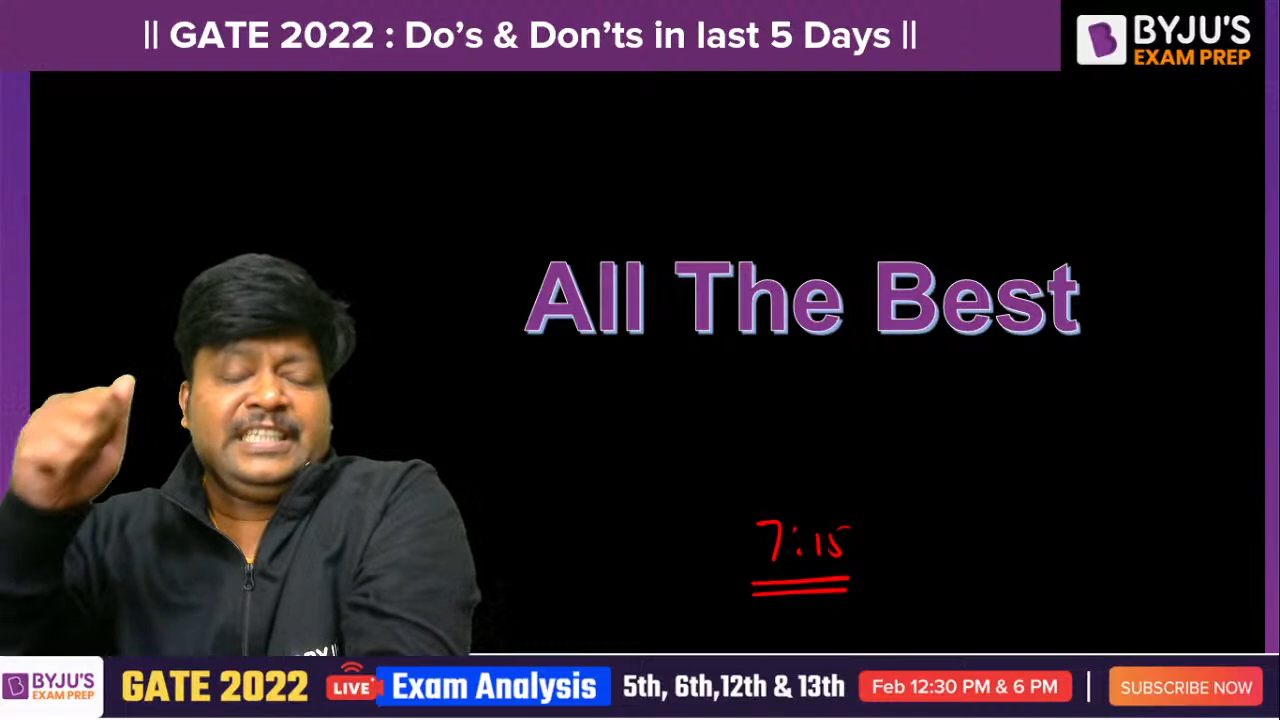 || GATE 2022 : Do's & Don'ts in last 5 Days ||
BYJU'S
EXAM PREP
All The Best
7:15
BYJU'S
EXAM PREP
GATE 2022
LIVE
Exam Analysis
5th, 6th,12th & 13th
Feb 12:30 PM & 6 PM
SUBSCRIBE NOW